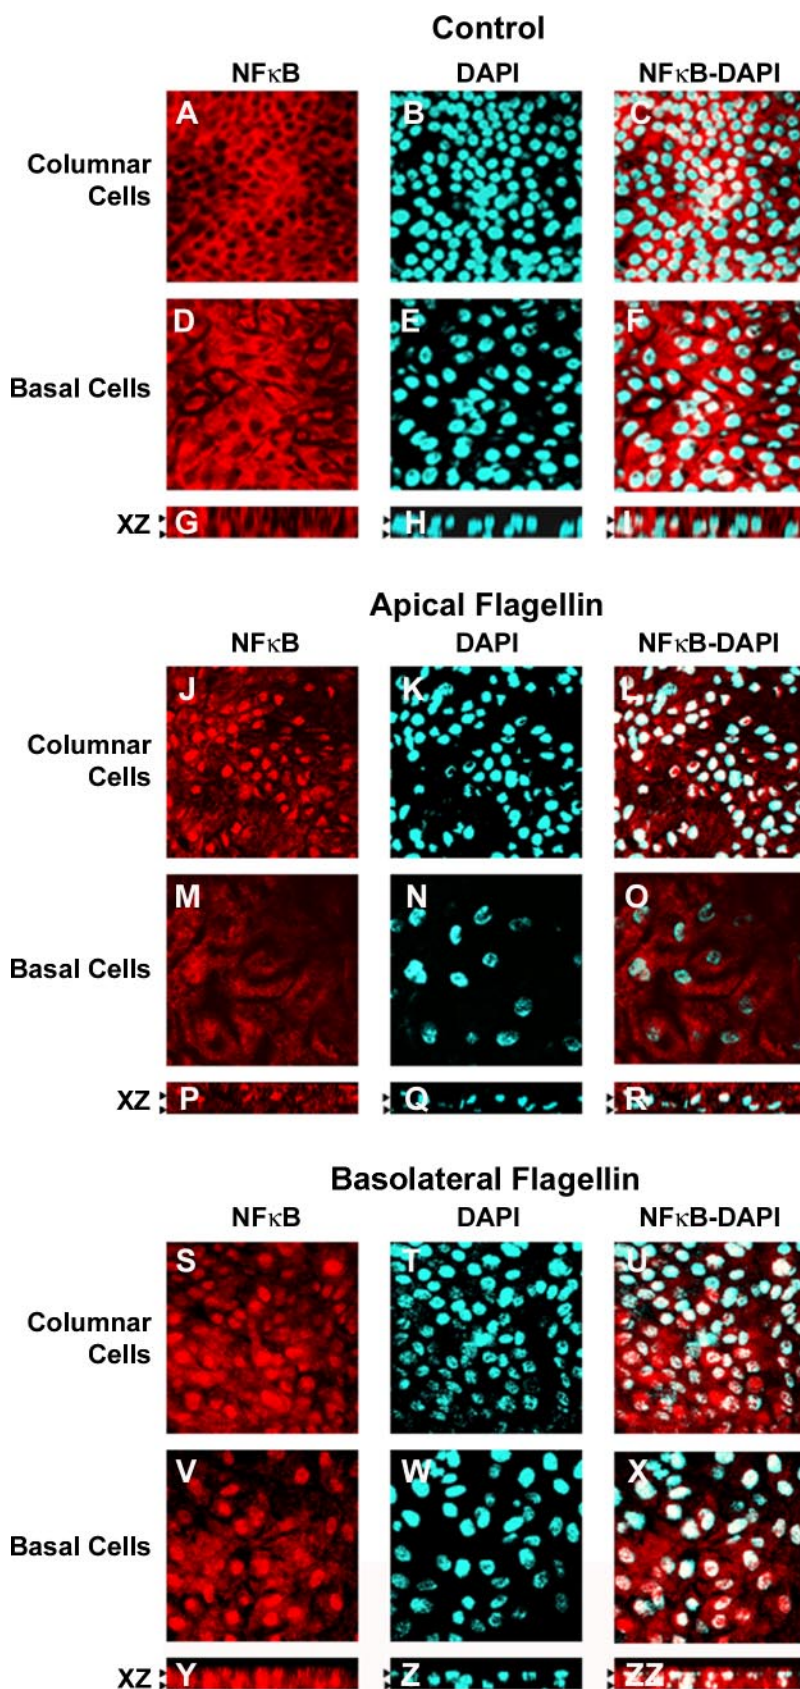 Control
NFκB DAPI NFκB-DAPI
A B C
Columnar
Cells
D E F
Basal Cells
XZ G H I
Apical Flagellin
NFκB DAPI NFκB-DAPI
J K L
Columnar
Cells
M N O
Basal Cells
XZ P Q R
Basolateral Flagellin
NFκB DAPI NFκB-DAPI
S T U
Columnar
Cells
V W X
Basal Cells
XZ Y Z ZZ